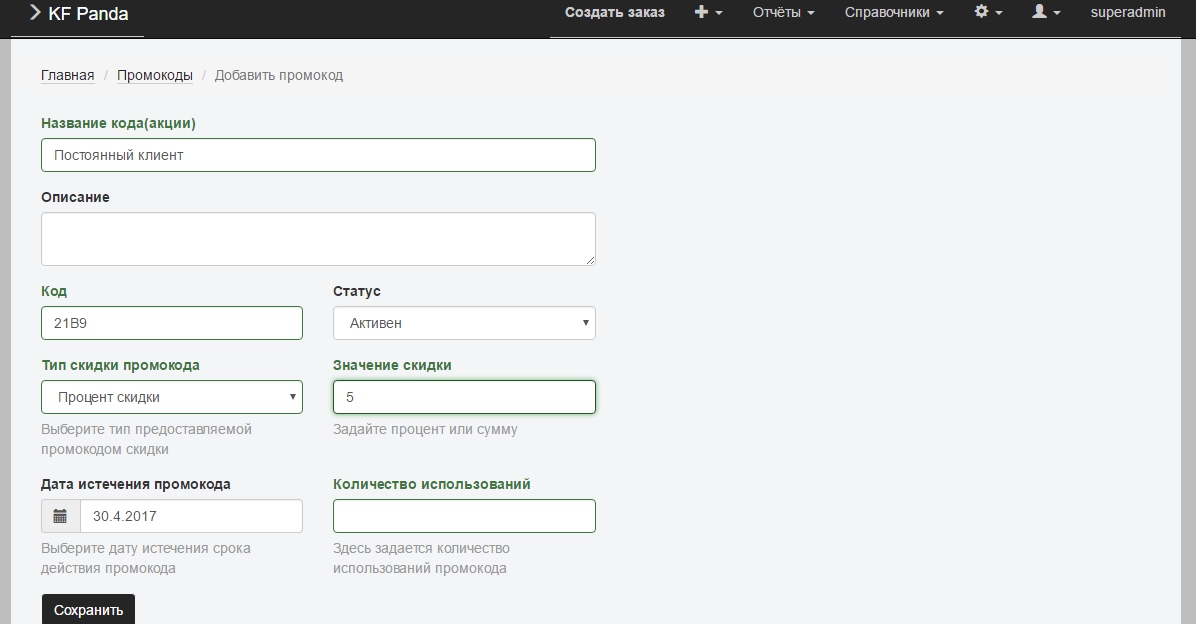 KF Panda
Создать заказ Отчёты Справочники superadmin
Главная / Промокоды / Добавить промокод
Название кода(акции)
Постоянный клиент
Описание
Код Статус
21B9 Активен
Тип скидки промокода Значение скидки
Процент скидки 5
Выберите тип предоставляемой Задайте процент или сумму
промокодом скидки
Дата истечения промокода Количество использований
30.4.2017
Выберите дату истечения срока Здесь задается количество
действия промокода использований промокода
Сохранить